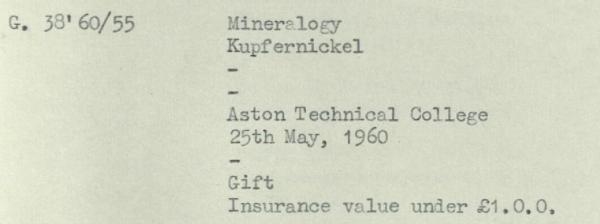 G. 38'60/55 Mineralogy
Kupfernickel
-
-
Aston Technical College
25th May, 1960
-
Gift
Insurance value under £1.0.0.